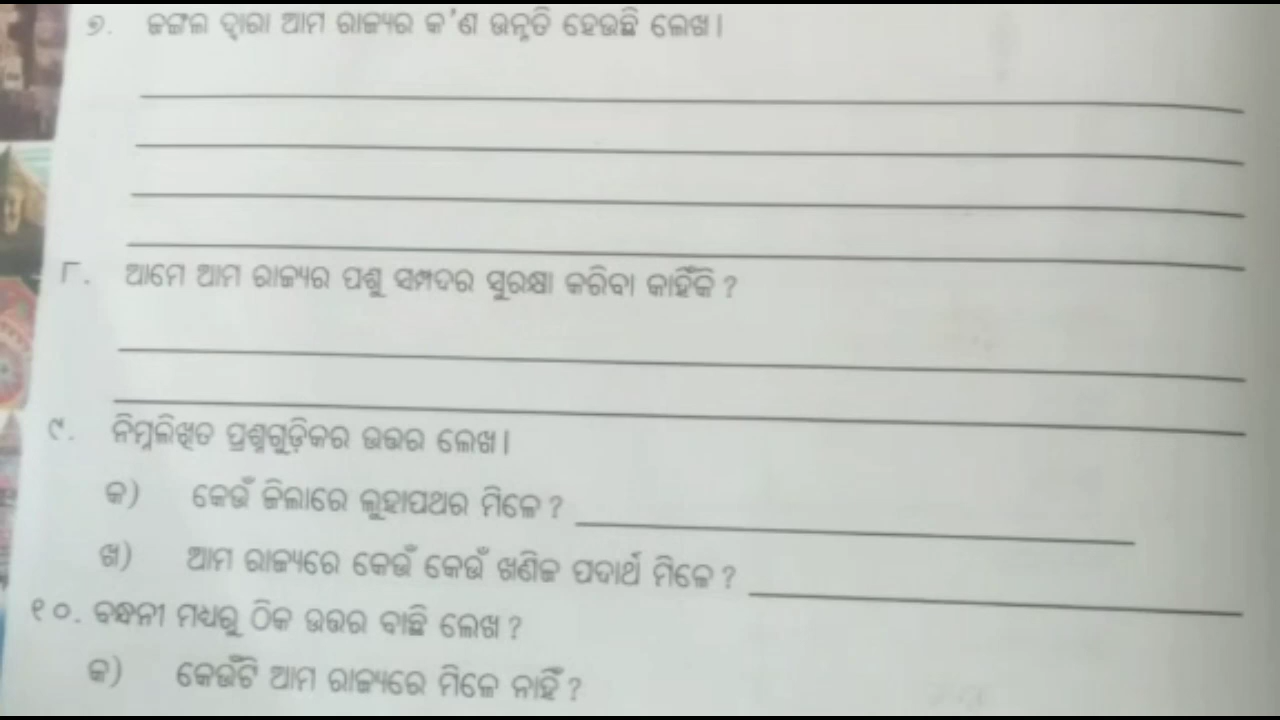 ୭. ଜଙ୍ଗଲ ଦ୍ୱାରା ଆମ ରାଜ୍ୟର କ'ଣ ଉନ୍ନତି ହେଉଛି ଲେଖ।
୮. ଆମେ ଆମ ରାଜ୍ୟର ପଶୁ ସମ୍ପଦର ସୁରକ୍ଷା କରିବା କାହିଁକି ?
୯. ନିମ୍ନଲିଖିତ ପ୍ରଶ୍ନଗୁଡ଼ିକର ଉତ୍ତର ଲେଖ।
କ) କେଉଁ ଜିଲାରେ ଲୁହାପଥର ମିଳେ ?
ଖ) ଆମ ରାଜ୍ୟରେ କେଉଁ କେଉଁ ଖଣିଜ ପଦାର୍ଥ ମିଳେ ?
୧୦. ବନ୍ଧନୀ ମଧ୍ୟରୁ ଠିକ ଉତ୍ତର ବାଛି ଲେଖ ?
କ) କେଉଁଟି ଆମ ରାଜ୍ୟରେ ମିଳେ ନାହିଁ ?